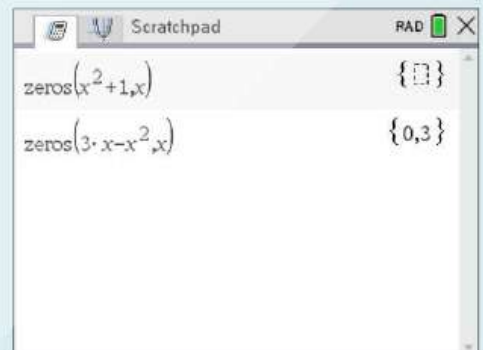 Scratchpad RAD
zeros(x²+1,x) {▯}
zeros(3·x−x²,x) {0,3}